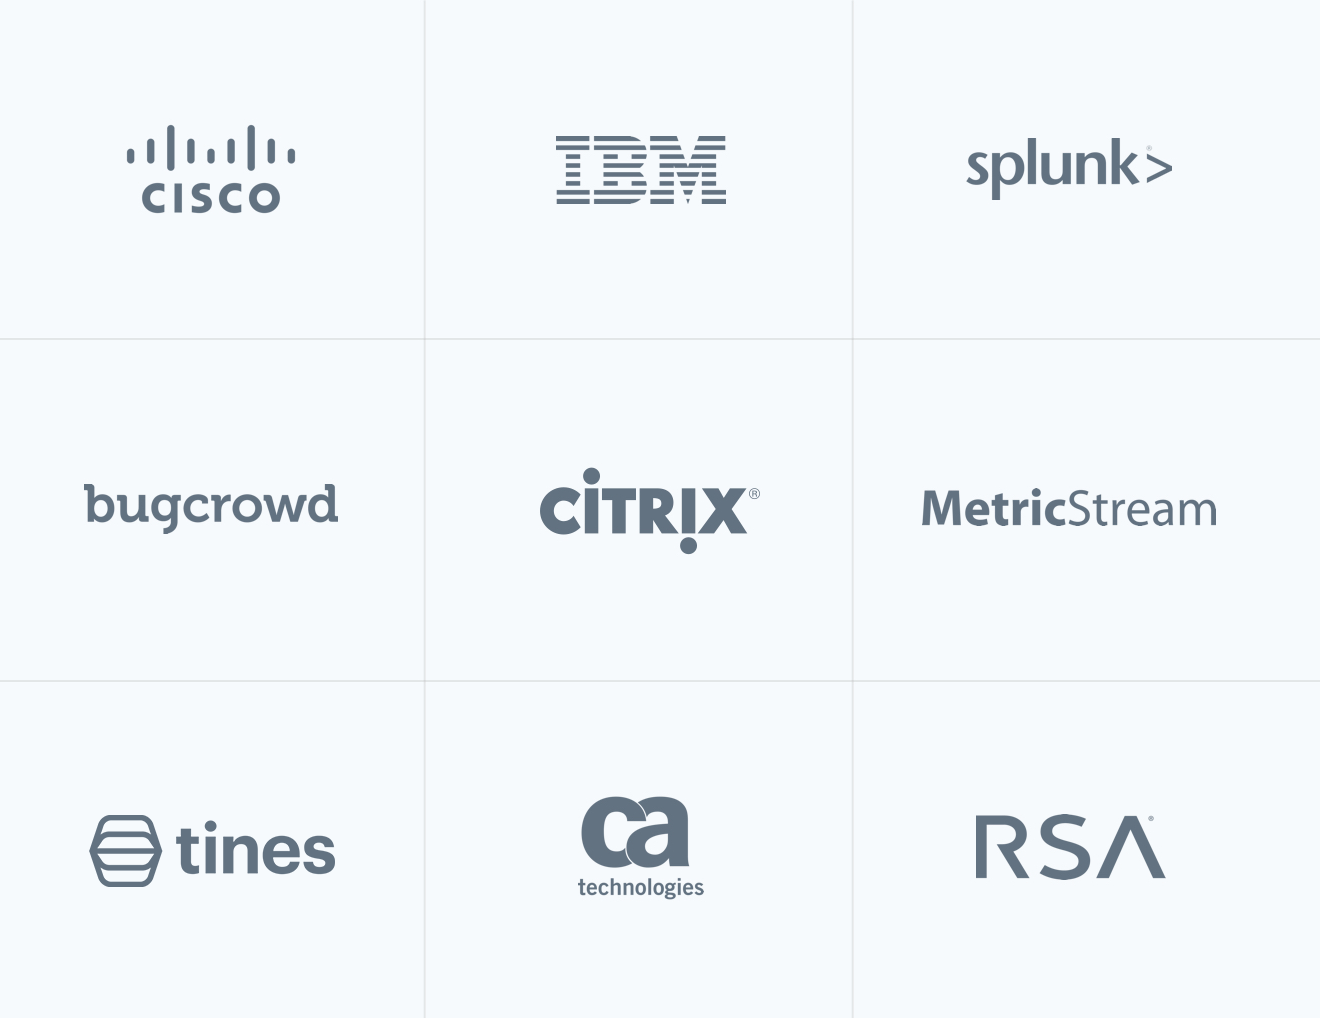 CISCO
IBM
splunk>
bugcrowd
CiTRIX®
MetricStream
tines
ca
technologies
RSA